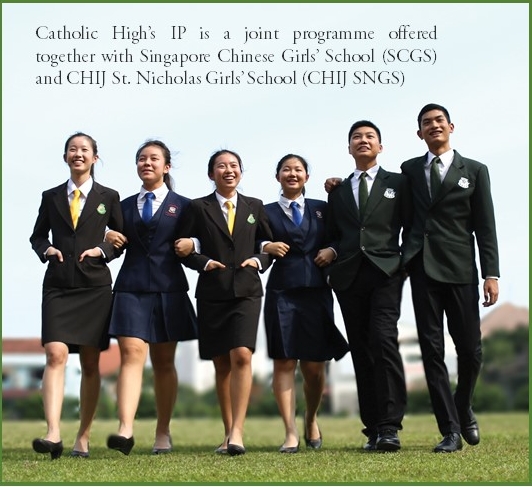 Catholic High's IP is a joint programme offered
together with Singapore Chinese Girls' School (SCGS)
and CHIJ St. Nicholas Girls' School (CHIJ SNGS)